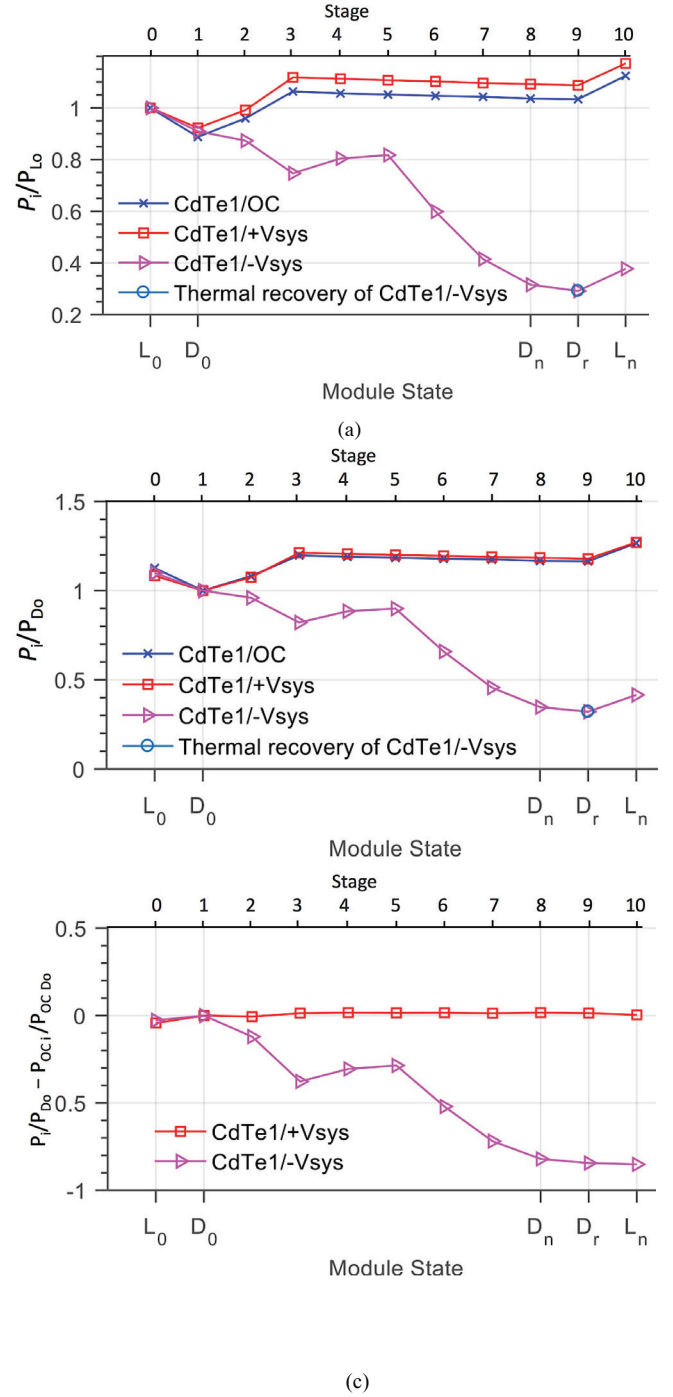 Stage
0 1 2 3 4 5 6 7 8 9 10
1
0.8
0.6
0.4
0.2
P_i/P_Lo
CdTe1/OC
CdTe1/+Vsys
CdTe1/-Vsys
Thermal recovery of CdTe1/-Vsys
L_0 D_0 D_n D_r L_n
Module State
(a)
Stage
0 1 2 3 4 5 6 7 8 9 10
1.5
1
0.5
0
P_i/P_Do
CdTe1/OC
CdTe1/+Vsys
CdTe1/-Vsys
Thermal recovery of CdTe1/-Vsys
L_0 D_0 D_n D_r L_n
Module State
Stage
0 1 2 3 4 5 6 7 8 9 10
0.5
0
-0.5
-1
P_i/P_Do – P_OC i/P_OC Do
CdTe1/+Vsys
CdTe1/-Vsys
L_0 D_0 D_n D_r L_n
Module State
(c)